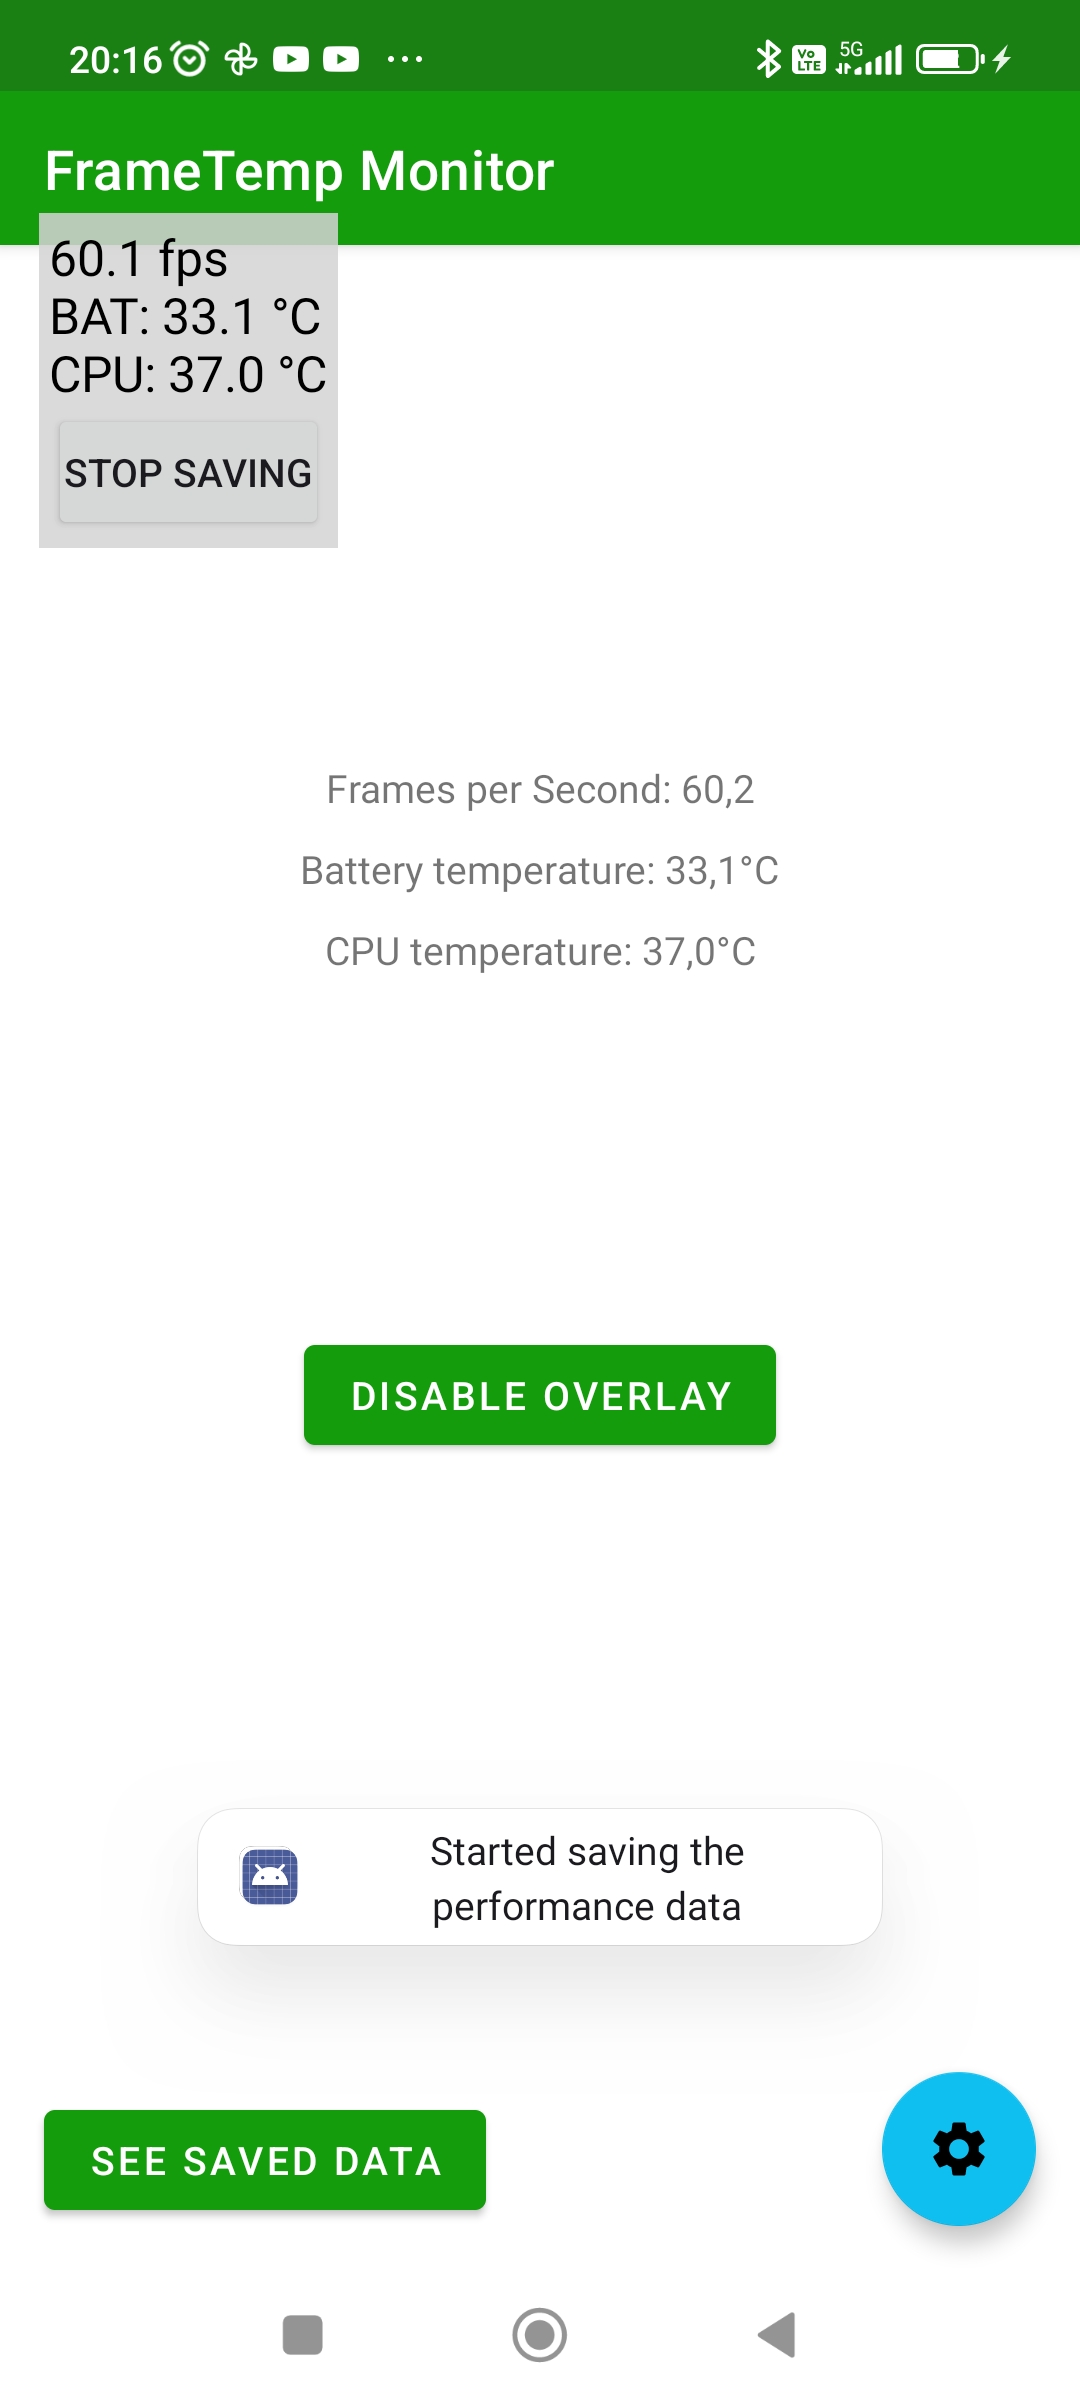 20:16
VoLTE 5G
FrameTemp Monitor
60.1 fps
BAT: 33.1 °C
CPU: 37.0 °C
STOP SAVING
Frames per Second: 60,2
Battery temperature: 33,1°C
CPU temperature: 37,0°C
DISABLE OVERLAY
Started saving the
performance data
SEE SAVED DATA